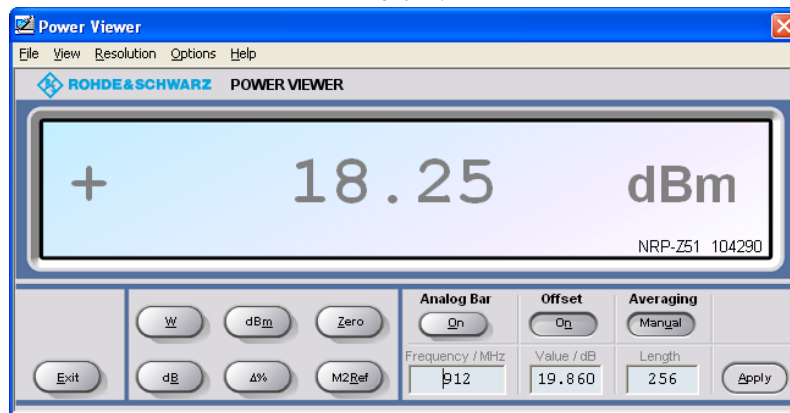 Power Viewer
File View Resolution Options Help
ROHDE&SCHWARZ POWER VIEWER
+ 18.25 dBm
NRP-Z51 104290
Analog Bar Offset Averaging
W dBm Zero On On Manual
Frequency / MHz Value / dB Length
Exit dB Δ% M2Ref 912 19.860 256 Apply